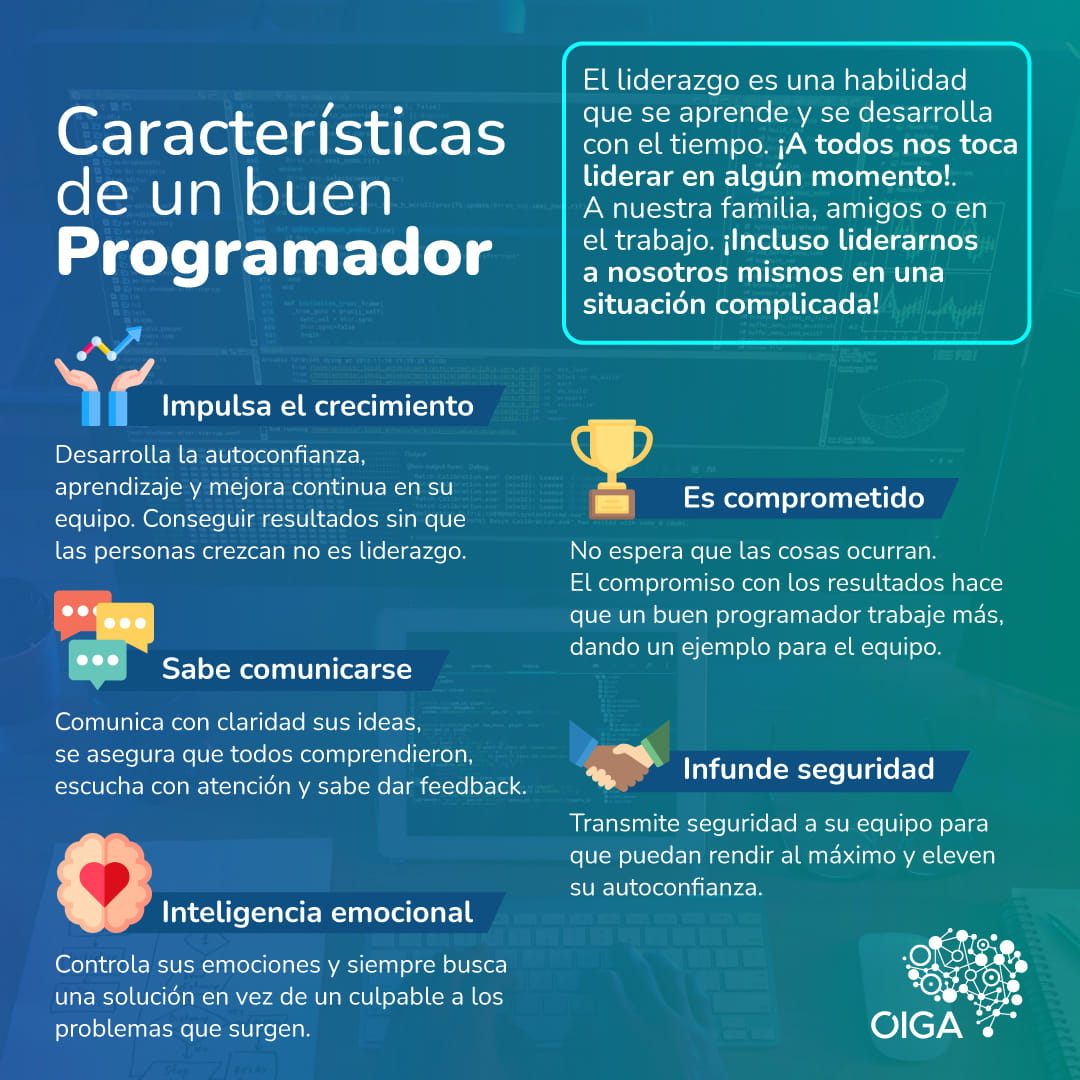 Características
de un buen
Programador
El liderazgo es una habilidad
que se aprende y se desarrolla
con el tiempo. ¡A todos nos toca
liderar en algún momento!.
A nuestra familia, amigos o en
el trabajo. ¡Incluso liderarnos
a nosotros mismos en una
situación complicada!
Impulsa el crecimiento
Desarrolla la autoconfianza,
aprendizaje y mejora continua en su
equipo. Conseguir resultados sin que
las personas crezcan no es liderazgo.
Sabe comunicarse
Comunica con claridad sus ideas,
se asegura que todos comprendieron,
escucha con atención y sabe dar feedback.
Inteligencia emocional
Controla sus emociones y siempre busca
una solución en vez de un culpable a los
problemas que surgen.
Es comprometido
No espera que las cosas ocurran.
El compromiso con los resultados hace
que un buen programador trabaje más,
dando un ejemplo para el equipo.
Infunde seguridad
Transmite seguridad a su equipo para
que puedan rendir al máximo y eleven
su autoconfianza.
OIGA